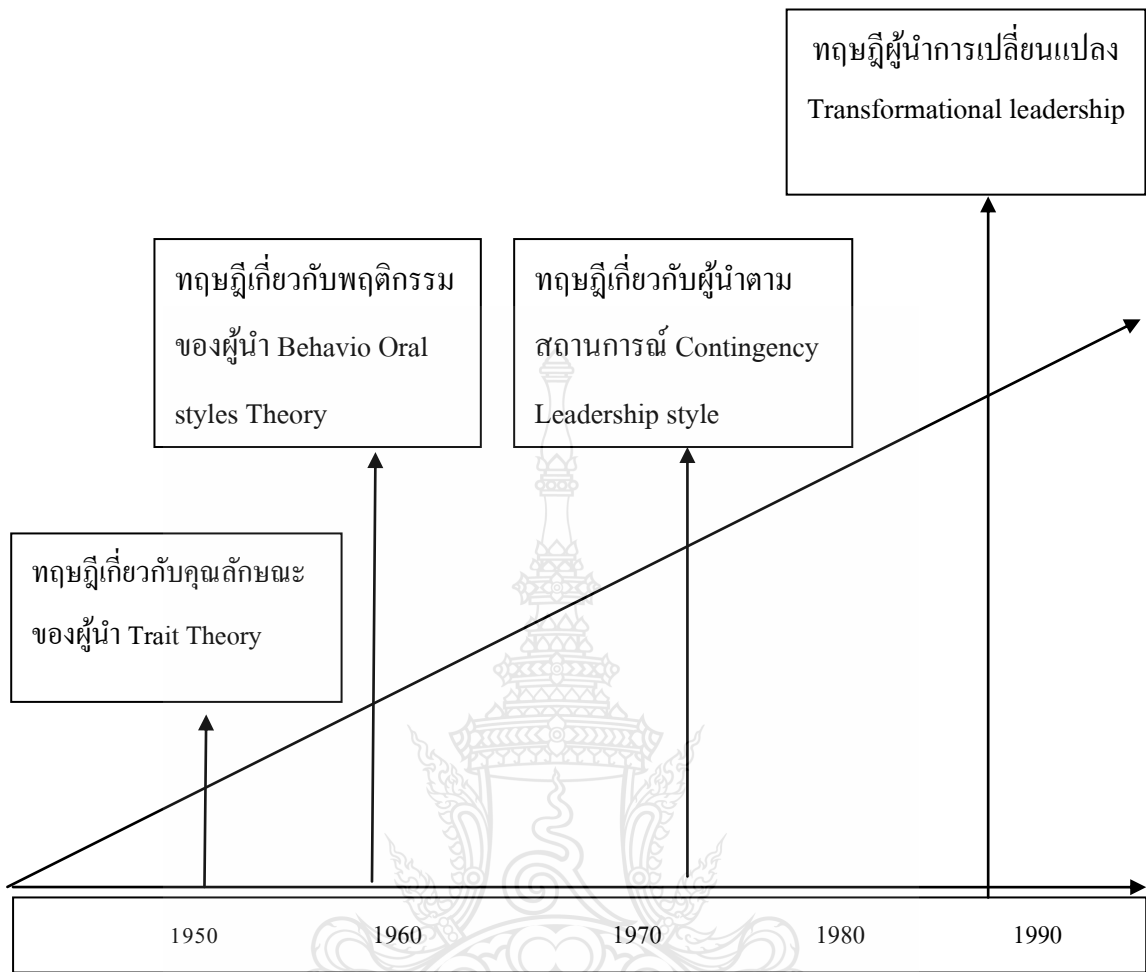 ทฤษฎีผู้นำการเปลี่ยนแปลง
Transformational leadership
ทฤษฎีเกี่ยวกับพฤติกรรม
ของผู้นำ Behavio Oral
styles Theory
ทฤษฎีเกี่ยวกับผู้นำตาม
สถานการณ์ Contingency
Leadership style
ทฤษฎีเกี่ยวกับคุณลักษณะ
ของผู้นำ Trait Theory
1950 1960 1970 1980 1990